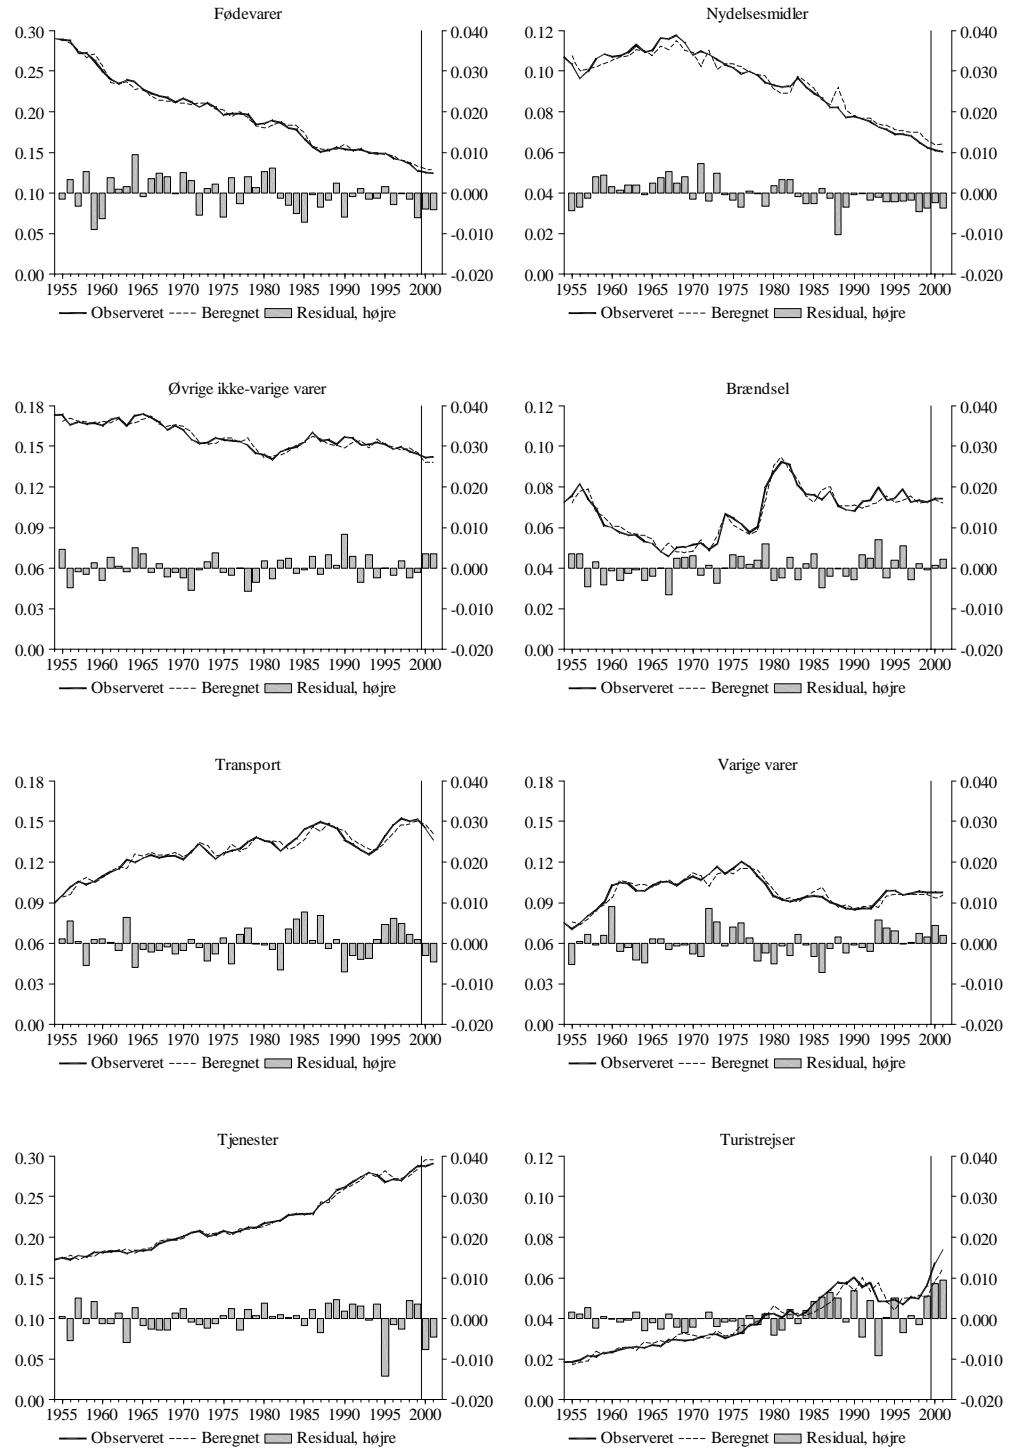 Fødevarer
0.30 0.040
0.25 0.030
0.20 0.020
0.15 0.010
0.10 0.000
0.05 -0.010
0.00 -0.020
1955 1960 1965 1970 1975 1980 1985 1990 1995 2000
Observeret Beregnet Residual, højre
Nydelsesmidler
0.12 0.040
0.10 0.030
0.08 0.020
0.06 0.010
0.04 0.000
0.02 -0.010
0.00 -0.020
1955 1960 1965 1970 1975 1980 1985 1990 1995 2000
Observeret Beregnet Residual, højre
Øvrige ikke-varige varer
0.18 0.040
0.15 0.030
0.12 0.020
0.09 0.010
0.06 0.000
0.03 -0.010
0.00 -0.020
1955 1960 1965 1970 1975 1980 1985 1990 1995 2000
Observeret Beregnet Residual, højre
Brændsel
0.12 0.040
0.10 0.030
0.08 0.020
0.06 0.010
0.04 0.000
0.02 -0.010
0.00 -0.020
1955 1960 1965 1970 1975 1980 1985 1990 1995 2000
Observeret Beregnet Residual, højre
Transport
0.18 0.040
0.15 0.030
0.12 0.020
0.09 0.010
0.06 0.000
0.03 -0.010
0.00 -0.020
1955 1960 1965 1970 1975 1980 1985 1990 1995 2000
Observeret Beregnet Residual, højre
Varige varer
0.18 0.040
0.15 0.030
0.12 0.020
0.09 0.010
0.06 0.000
0.03 -0.010
0.00 -0.020
1955 1960 1965 1970 1975 1980 1985 1990 1995 2000
Observeret Beregnet Residual, højre
Tjenester
0.30 0.040
0.25 0.030
0.20 0.020
0.15 0.010
0.10 0.000
0.05 -0.010
0.00 -0.020
1955 1960 1965 1970 1975 1980 1985 1990 1995 2000
Observeret Beregnet Residual, højre
Turistrejser
0.12 0.040
0.10 0.030
0.08 0.020
0.06 0.010
0.04 0.000
0.02 -0.010
0.00 -0.020
1955 1960 1965 1970 1975 1980 1985 1990 1995 2000
Observeret Beregnet Residual, højre